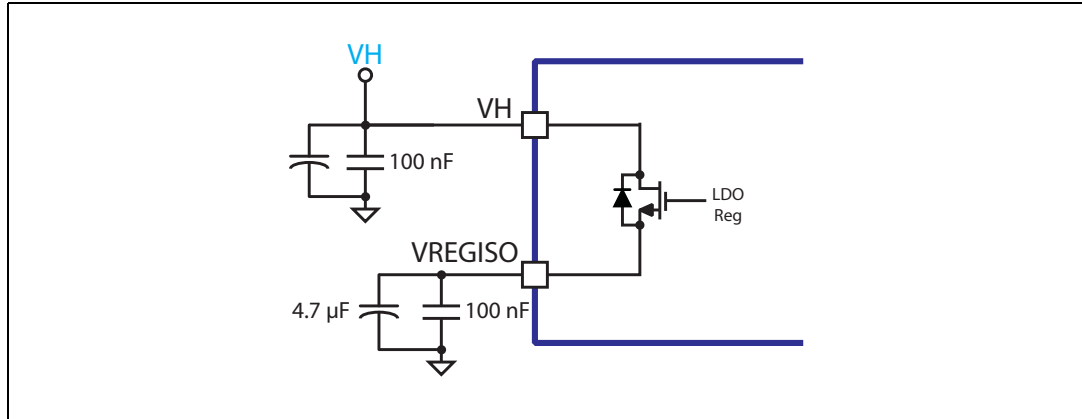 VH
VH
100 nF
LDO
Reg
VREGISO
4.7 µF
100 nF